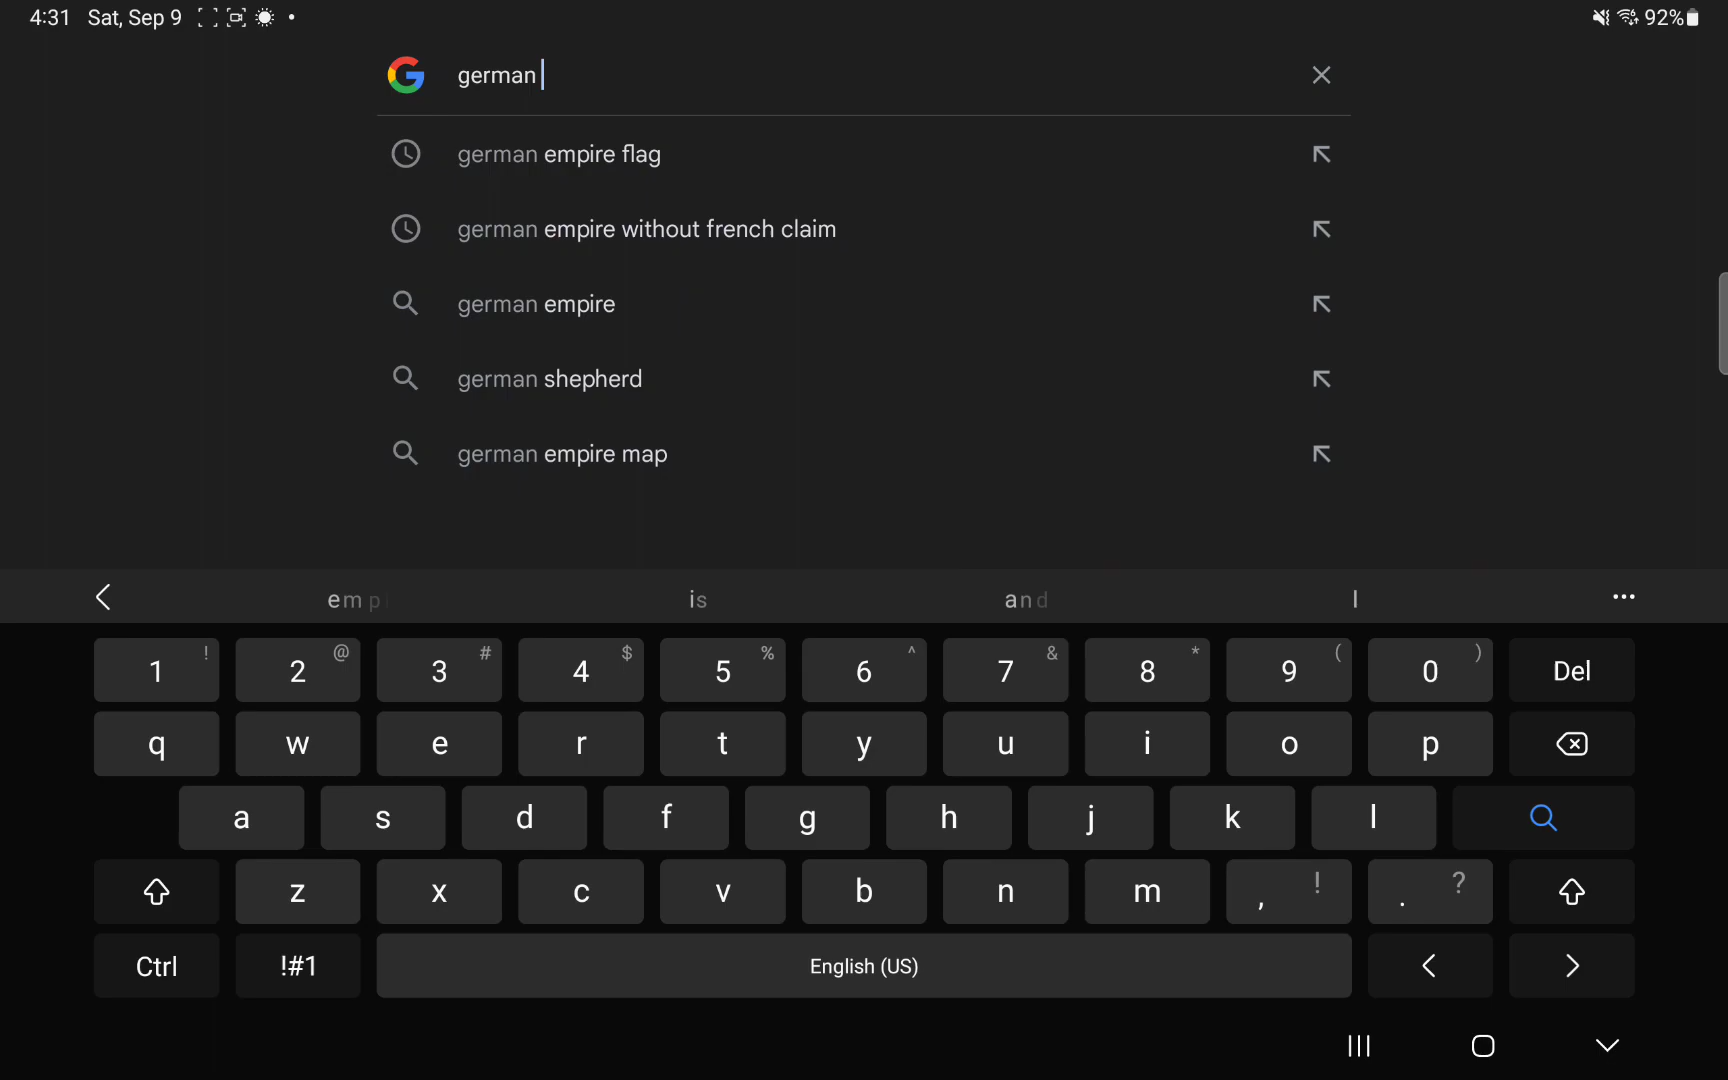 4:31 Sat, Sep 9 92%
german
german empire flag
german empire without french claim
german empire
german shepherd
german empire map
is and I
1 ! 2 @ 3 # 4 $ 5 % 6 ^ 7 & 8 * 9 ( 0 ) Del
q w e r t y u i o p
a s d f g h j k l
z x c v b n m , ! . ?
Ctrl !#1 English (US) < >